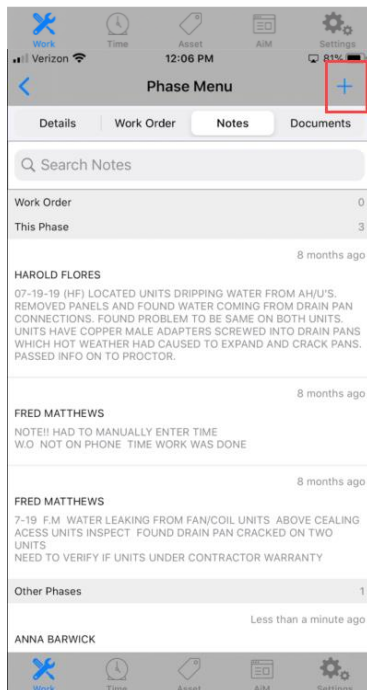 Work Time Asset AiM Settings
Verizon 12:06 PM 81%
Phase Menu +
Details Work Order Notes Documents
Search Notes
Work Order 0
This Phase 3
8 months ago
HAROLD FLORES
07-19-19 (HF) LOCATED UNITS DRIPPING WATER FROM AH/U'S.
REMOVED PANELS AND FOUND WATER COMING FROM DRAIN PAN
CONNECTIONS. FOUND PROBLEM TO BE SAME ON BOTH UNITS.
UNITS HAVE COPPER MALE ADAPTERS SCREWED INTO DRAIN PANS
WHICH HOT WEATHER HAD CAUSED TO EXPAND AND CRACK PANS.
PASSED INFO ON TO PROCTOR.
8 months ago
FRED MATTHEWS
NOTE!! HAD TO MANUALLY ENTER TIME
W.O NOT ON PHONE TIME WORK WAS DONE
8 months ago
FRED MATTHEWS
7-19 F.M WATER LEAKING FROM FAN/COIL UNITS ABOVE CEALING
ACESS UNITS INSPECT FOUND DRAIN PAN CRACKED ON TWO
UNITS
NEED TO VERIFY IF UNITS UNDER CONTRACTOR WARRANTY
Other Phases 1
Less than a minute ago
ANNA BARWICK
Work Time Asset AiM Settings